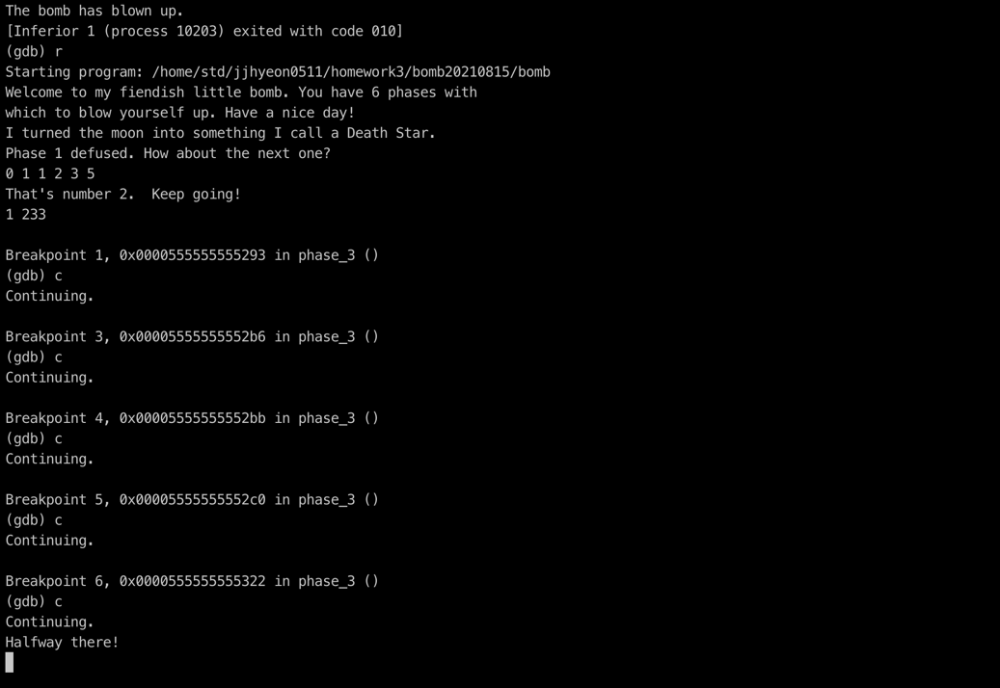 The bomb has blown up.
[Inferior 1 (process 10203) exited with code 010]
(gdb) r
Starting program: /home/std/jjhyeon0511/homework3/bomb20210815/bomb
Welcome to my fiendish little bomb. You have 6 phases with
which to blow yourself up. Have a nice day!
I turned the moon into something I call a Death Star.
Phase 1 defused. How about the next one?
0 1 1 2 3 5
That's number 2.  Keep going!
1 233
Breakpoint 1, 0x0000555555555293 in phase_3 ()
(gdb) c
Continuing.
Breakpoint 3, 0x00005555555552b6 in phase_3 ()
(gdb) c
Continuing.
Breakpoint 4, 0x00005555555552bb in phase_3 ()
(gdb) c
Continuing.
Breakpoint 5, 0x00005555555552c0 in phase_3 ()
(gdb) c
Continuing.
Breakpoint 6, 0x0000555555555322 in phase_3 ()
(gdb) c
Continuing.
Halfway there!